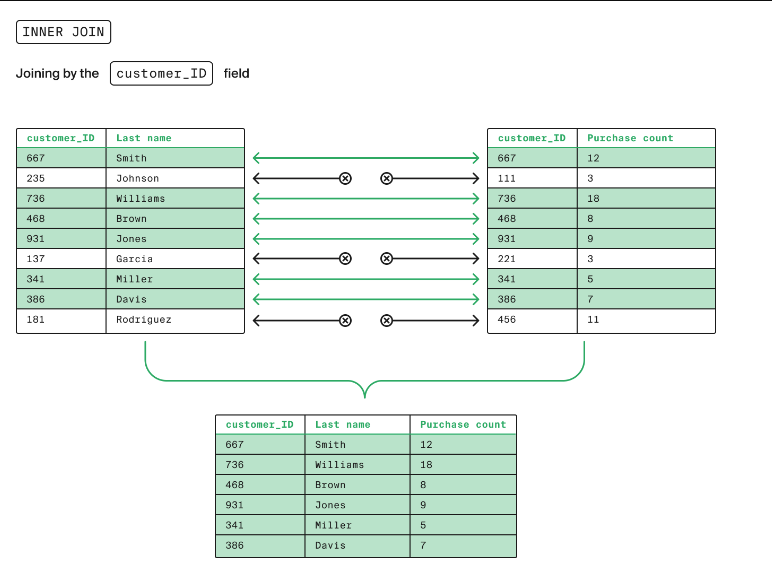 INNER JOIN
Joining by the customer_ID field
customer_ID Last name
667 Smith
235 Johnson
736 Williams
468 Brown
931 Jones
137 Garcia
341 Miller
386 Davis
181 Rodriguez
customer_ID Purchase count
667 12
111 3
736 18
468 8
931 9
221 3
341 5
386 7
456 11
customer_ID Last name Purchase count
667 Smith 12
736 Williams 18
468 Brown 8
931 Jones 9
341 Miller 5
386 Davis 7